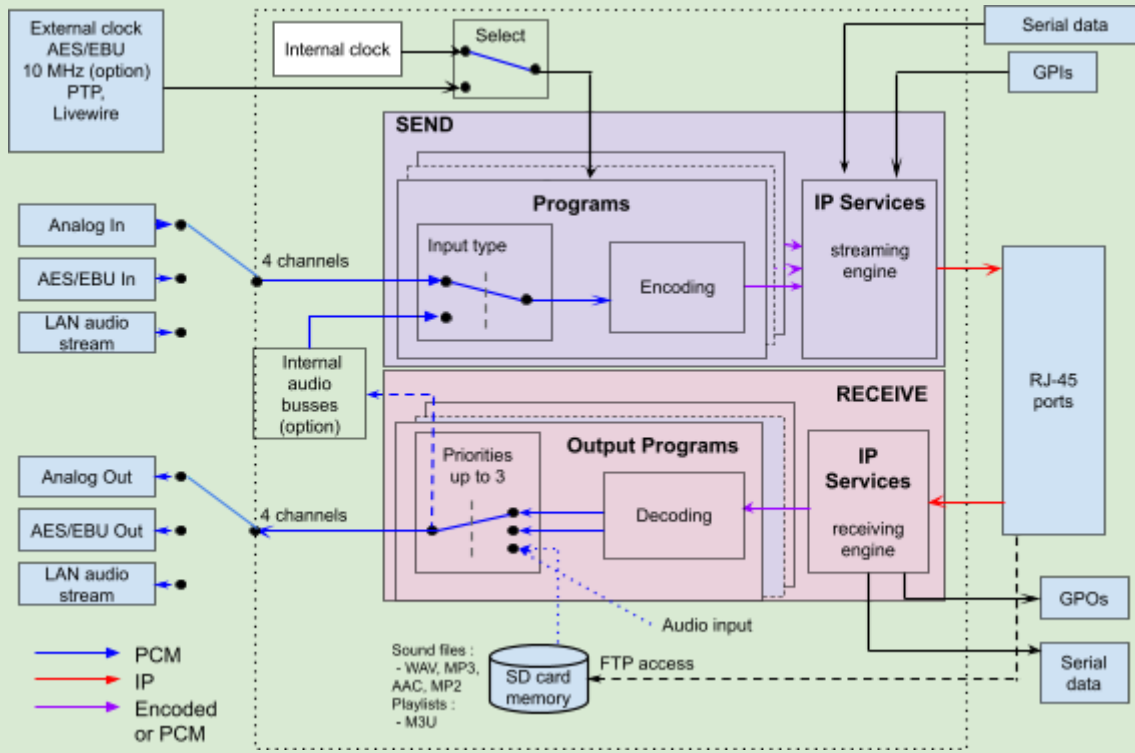 External clock
AES/EBU
10 MHz (option)
PTP,
Livewire
Internal clock
Select
Serial data
GPIs
SEND
Programs
Input type
Encoding
IP Services
streaming
engine
Analog In
AES/EBU In
LAN audio
stream
4 channels
Internal
audio
busses
(option)
RJ-45
ports
RECEIVE
Output Programs
Priorities
up to 3
Decoding
IP
Services
receiving
engine
Analog Out
AES/EBU Out
LAN audio
stream
4 channels
GPOs
Serial
data
Audio input
Sound files :
- WAV, MP3,
AAC, MP2
Playlists :
- M3U
SD card
memory
FTP access
PCM
IP
Encoded
or PCM